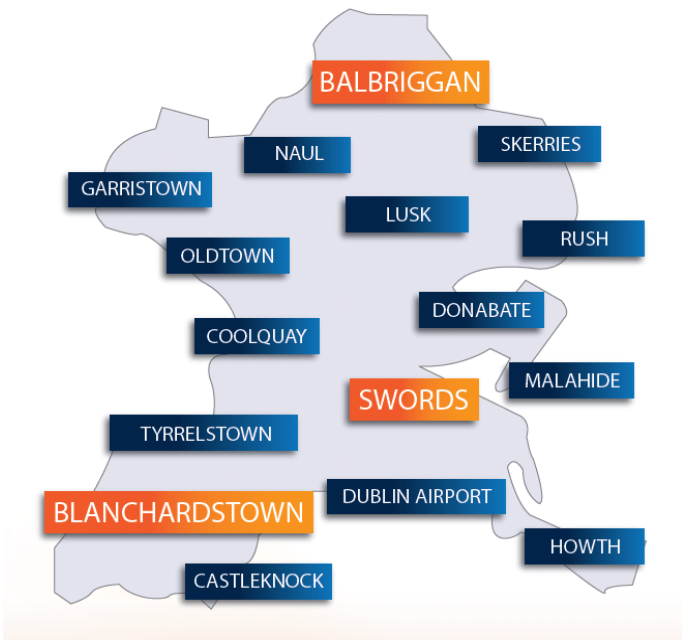 BALBRIGGAN
SKERRIES
NAUL
GARRISTOWN
LUSK
RUSH
OLDTOWN
DONABATE
COOLQUAY
MALAHIDE
SWORDS
TYRRELSTOWN
DUBLIN AIRPORT
BLANCHARDSTOWN
HOWTH
CASTLEKNOCK